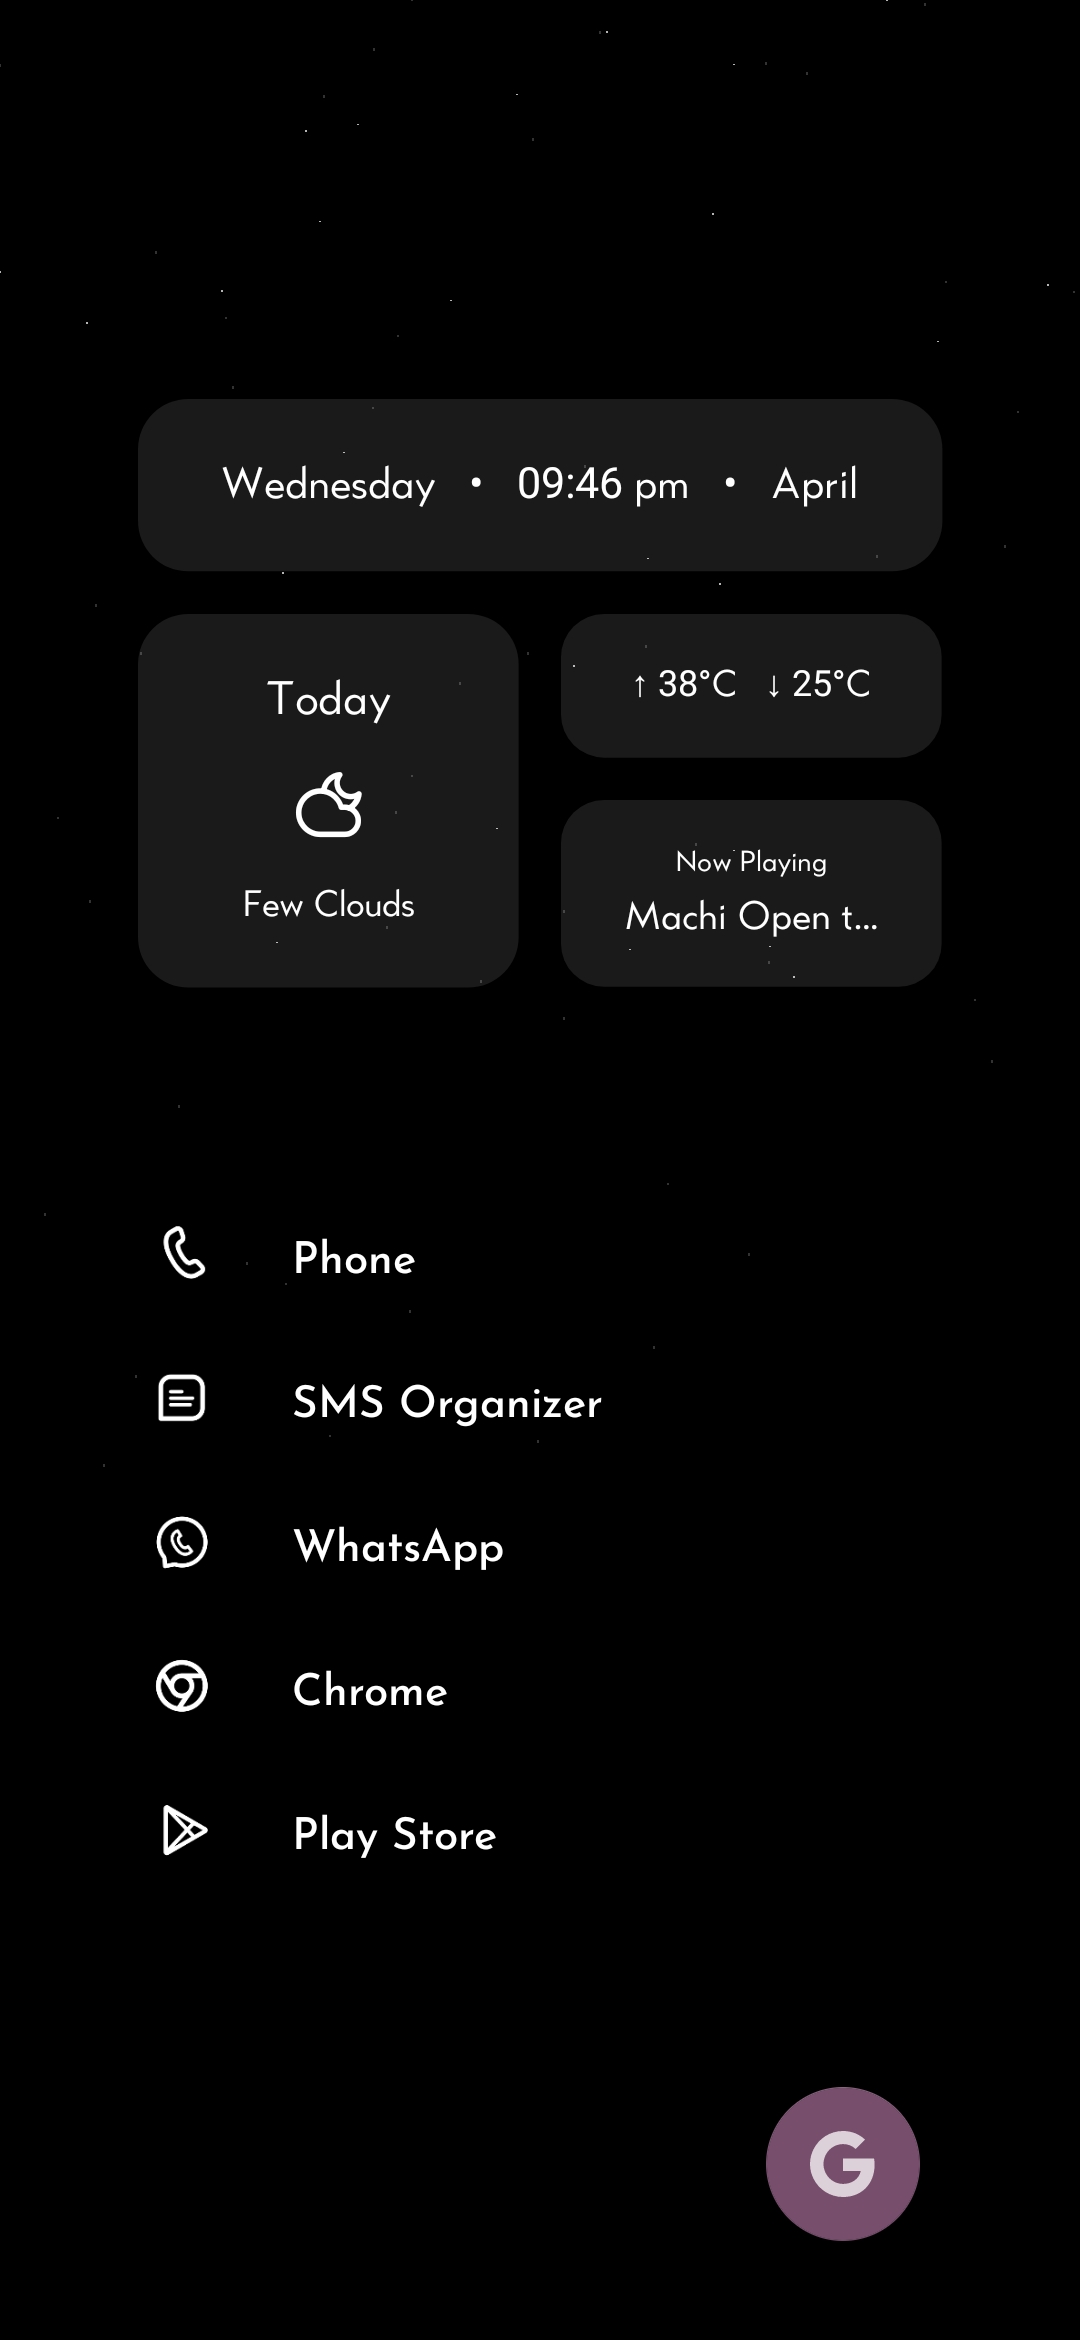 Wednesday • 09:46 pm • April
Today
Few Clouds
↑ 38°C ↓ 25°C
Now Playing
Machi Open t...
Phone
SMS Organizer
WhatsApp
Chrome
Play Store
G